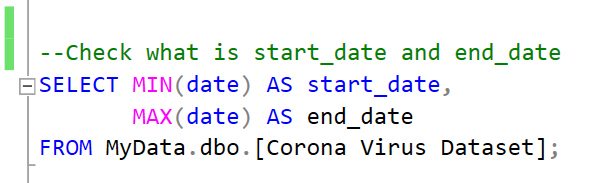 --Check what is start_date and end_date
SELECT MIN(date) AS start_date,
MAX(date) AS end_date
FROM MyData.dbo.[Corona Virus Dataset];